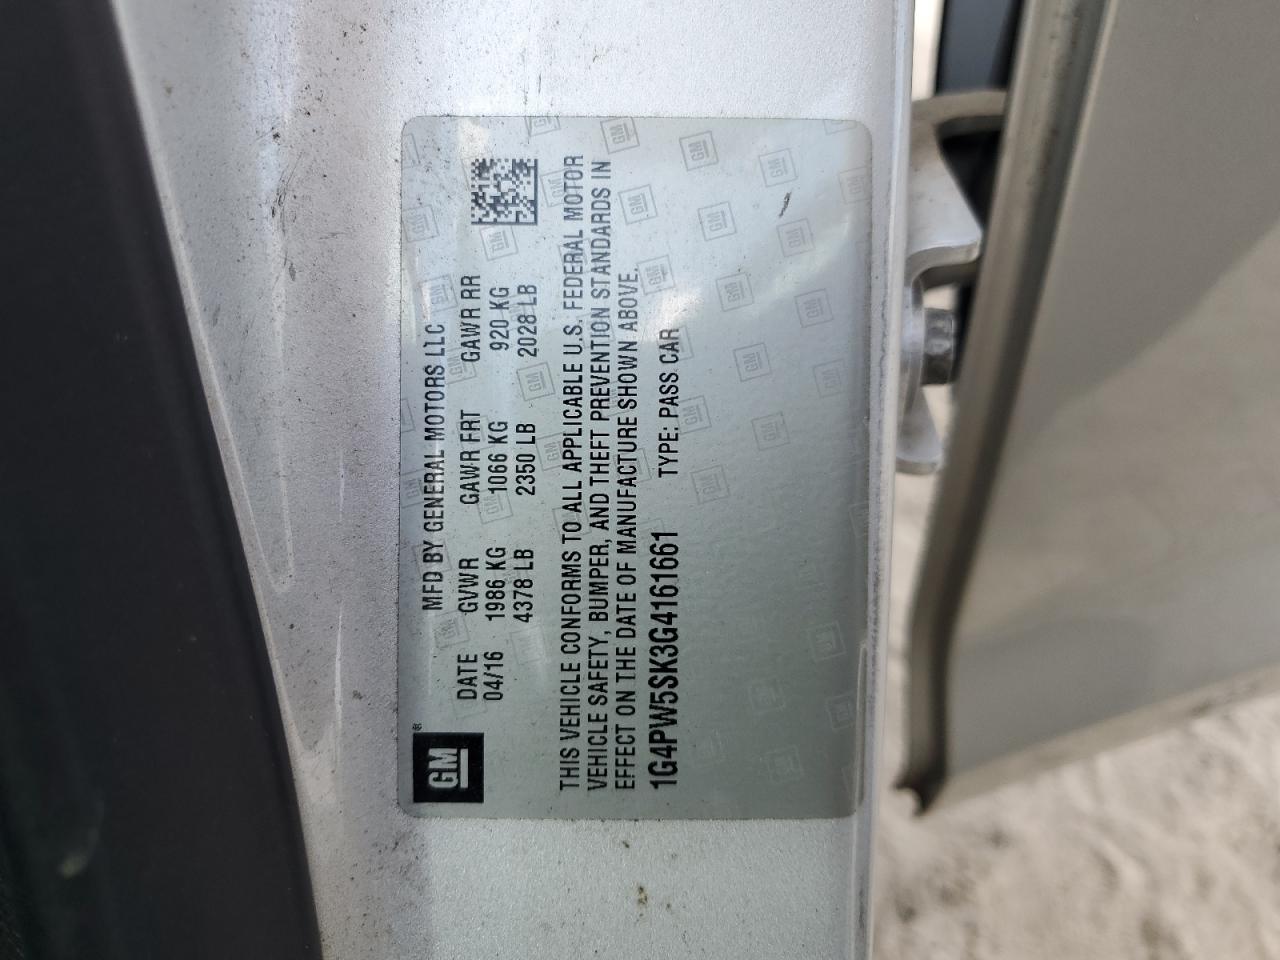 GM®
MFD BY GENERAL MOTORS LLC
DATE GVWR GAWR FRT GAWR RR
04/16 1986 KG 1066 KG 920 KG
4378 LB 2350 LB 2028 LB
THIS VEHICLE CONFORMS TO ALL APPLICABLE U.S. FEDERAL MOTOR
VEHICLE SAFETY, BUMPER, AND THEFT PREVENTION STANDARDS IN
EFFECT ON THE DATE OF MANUFACTURE SHOWN ABOVE.
1G4PW5SK3G4161661 TYPE: PASS CAR